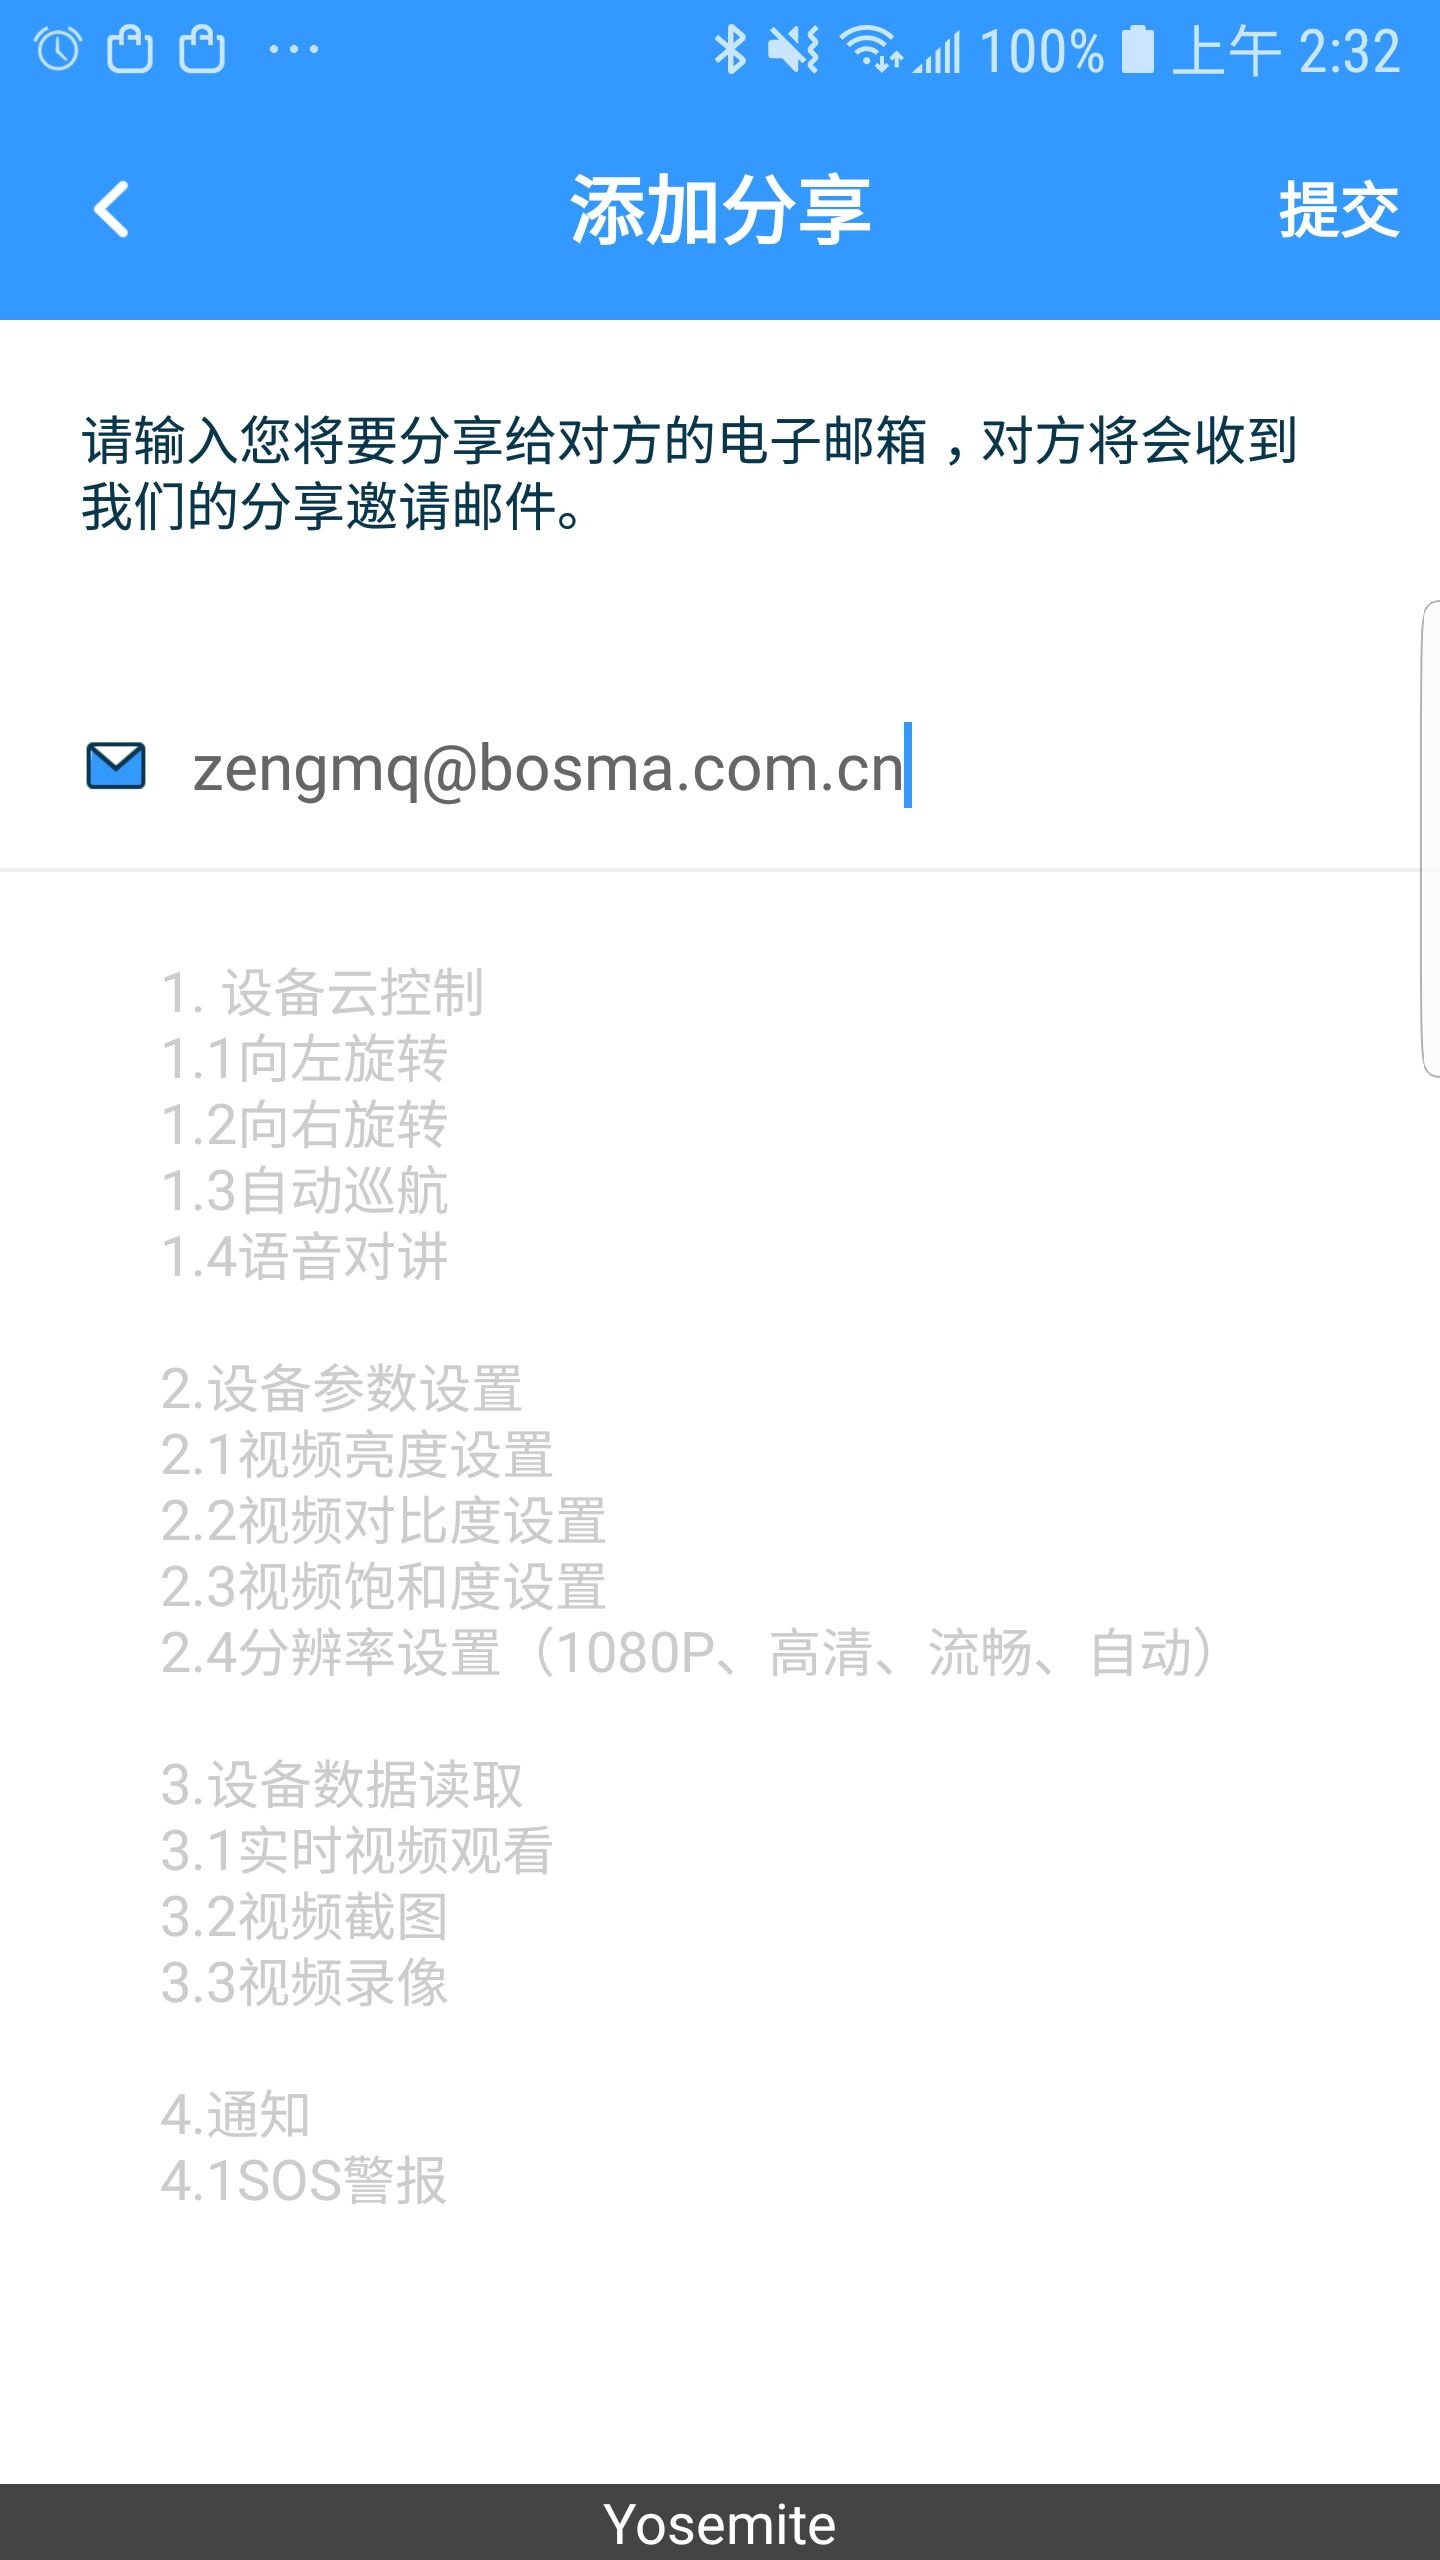 100% 上午 2:32
添加分享
提交
请输入您将要分享给对方的电子邮箱，对方将会收到
我们的分享邀请邮件。
zengmq@bosma.com.cn
1. 设备云控制
1.1向左旋转
1.2向右旋转
1.3自动巡航
1.4语音对讲
2.设备参数设置
2.1视频亮度设置
2.2视频对比度设置
2.3视频饱和度设置
2.4分辨率设置（1080P、高清、流畅、自动）
3.设备数据读取
3.1实时视频观看
3.2视频截图
3.3视频录像
4.通知
4.1SOS警报
Yosemite